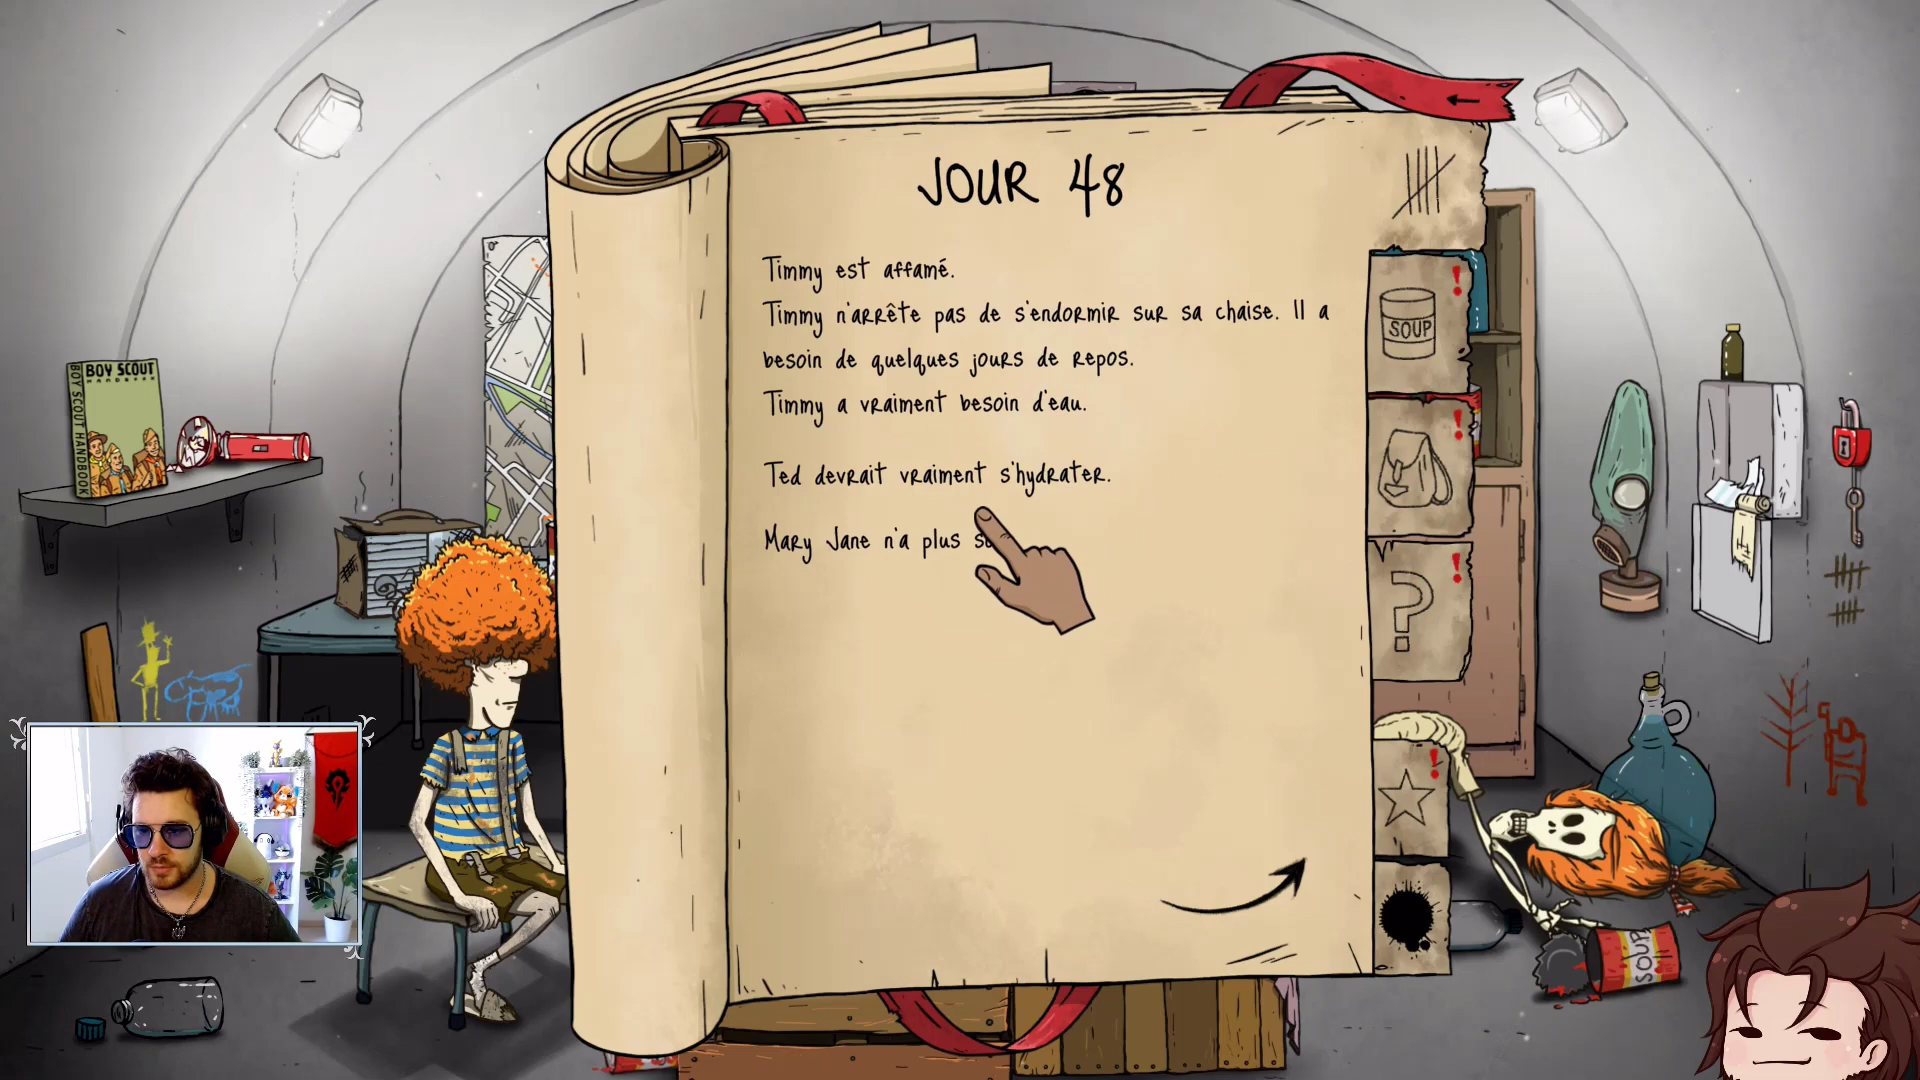 JOUR 48
Timmy est affamé.
Timmy n'arrête pas de s'endormir sur sa chaise. Il a
besoin de quelques jours de repos.
Timmy a vraiment besoin d'eau.
Ted devrait vraiment s'hydrater.
Mary Jane n'a plus
SOUP
BOY SCOUT
HANDBOOK
BOY SCOUT HANDBOOK
SOUP